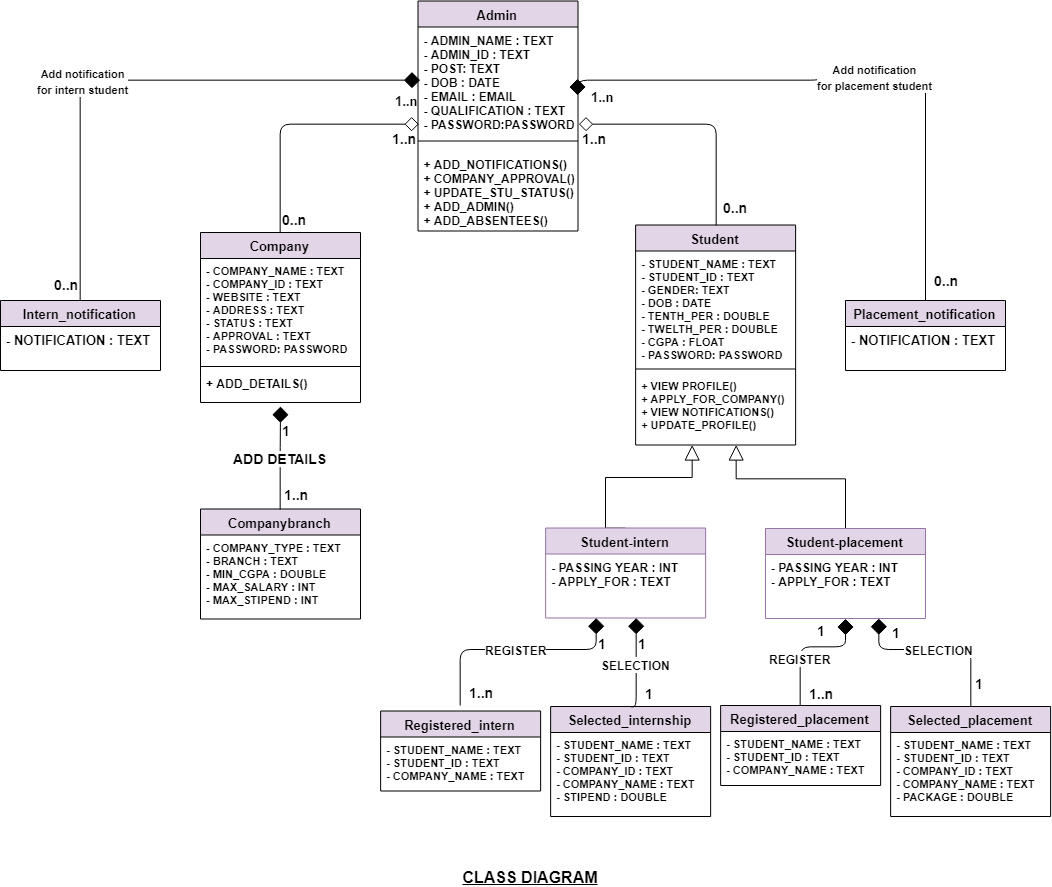 Admin
- ADMIN_NAME : TEXT
- ADMIN_ID : TEXT
- POST: TEXT
- DOB : DATE
- EMAIL : EMAIL
- QUALIFICATION : TEXT
- PASSWORD:PASSWORD
+ ADD_NOTIFICATIONS()
+ COMPANY_APPROVAL()
+ UPDATE_STU_STATUS()
+ ADD_ADMIN()
+ ADD_ABSENTEES()
Add notification
for intern student
1..n
1..n
Add notification
for placement student
1..n
1..n
0..n
0..n
0..n
0..n
Intern_notification
- NOTIFICATION : TEXT
Company
- COMPANY_NAME : TEXT
- COMPANY_ID : TEXT
- WEBSITE : TEXT
- ADDRESS : TEXT
- STATUS : TEXT
- APPROVAL : TEXT
- PASSWORD: PASSWORD
+ ADD_DETAILS()
Student
- STUDENT_NAME : TEXT
- STUDENT_ID : TEXT
- GENDER: TEXT
- DOB : DATE
- TENTH_PER : DOUBLE
- TWELTH_PER : DOUBLE
- CGPA : FLOAT
- PASSWORD: PASSWORD
+ VIEW PROFILE()
+ APPLY_FOR_COMPANY()
+ VIEW NOTIFICATIONS()
+ UPDATE_PROFILE()
Placement_notification
- NOTIFICATION : TEXT
1
ADD DETAILS
1..n
Companybranch
- COMPANY_TYPE : TEXT
- BRANCH : TEXT
- MIN_CGPA : DOUBLE
- MAX_SALARY : INT
- MAX_STIPEND : INT
Student-intern
- PASSING YEAR : INT
- APPLY_FOR : TEXT
Student-placement
- PASSING YEAR : INT
- APPLY_FOR : TEXT
1
REGISTER
1..n
1
SELECTION
1
1
REGISTER
1..n
1
SELECTION
1
Registered_intern
- STUDENT_NAME : TEXT
- STUDENT_ID : TEXT
- COMPANY_NAME : TEXT
Selected_internship
- STUDENT_NAME : TEXT
- STUDENT_ID : TEXT
- COMPANY_ID : TEXT
- COMPANY_NAME : TEXT
- STIPEND : DOUBLE
Registered_placement
- STUDENT_NAME : TEXT
- STUDENT_ID : TEXT
- COMPANY_NAME : TEXT
Selected_placement
- STUDENT_NAME : TEXT
- STUDENT_ID : TEXT
- COMPANY_ID : TEXT
- COMPANY_NAME : TEXT
- PACKAGE : DOUBLE
CLASS DIAGRAM